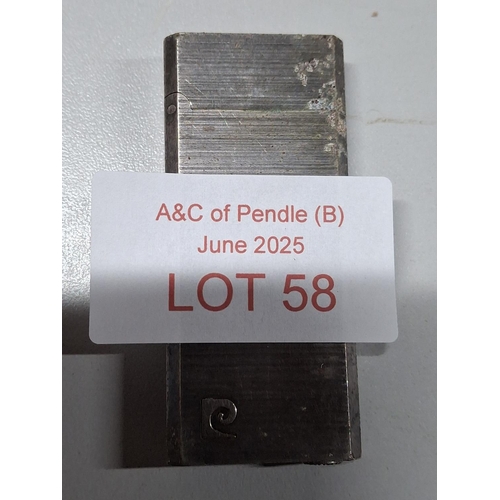 A&C of Pendle (B)
June 2025
LOT 58